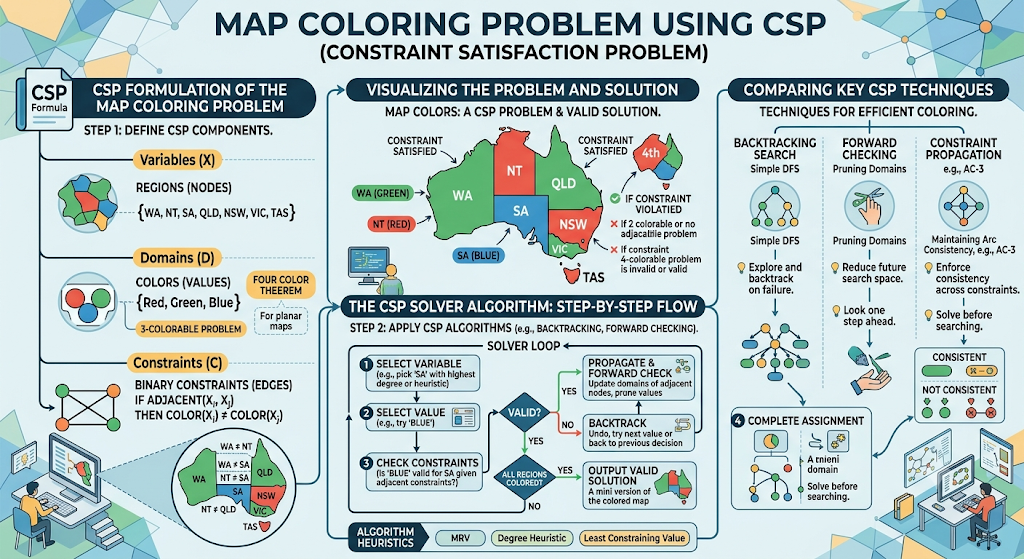 MAP COLORING PROBLEM USING CSP
(CONSTRAINT SATISFACTION PROBLEM)
CSP
Formula
CSP FORMULATION OF THE
MAP COLORING PROBLEM
STEP 1: DEFINE CSP COMPONENTS.
Variables (X)
REGIONS (NODES)
{WA, NT, SA, QLD, NSW, VIC, TAS}
Domains (D)
COLORS (VALUES)
{Red, Green, Blue}
3-COLORABLE PROBLEM
FOUR COLOR
THEEREM
For planar
maps
Constraints (C)
BINARY CONSTRAINTS (EDGES)
IF ADJACENT(Xᵢ, Xⱼ)
THEN COLOR(Xᵢ) ≠ COLOR(Xⱼ)
WA ≠ NT
WA ≠ SA
NT ≠ SA
NT ≠ QLD
WA
QLD
SA
NSW
VIC
TAS
VISUALIZING THE PROBLEM AND SOLUTION
MAP COLORS: A CSP PROBLEM & VALID SOLUTION.
CONSTRAINT
SATISFIED
CONSTRAINT
SATISFIED
WA (GREEN)
NT (RED)
SA (BLUE)
WA
NT
QLD
SA
NSW
VIC
TAS
4th
IF CONSTRAINT
VIOLATIED
If 2 colorable or no
adjacatile problem
If constraint
4-colorable problem
is invalid or valid
THE CSP SOLVER ALGORITHM: STEP-BY-STEP FLOW
STEP 2: APPLY CSP ALGORITHMS (e.g., BACKTRACKING, FORWARD CHECKING).
SOLVER LOOP
1 SELECT VARIABLE
(e.g., pick 'SA' with highest
degree or heuristic)
2 SELECT VALUE
(e.g., try 'BLUE')
3 CHECK CONSTRAINTS
(Is 'BLUE' valid for SA given
adjacent constraints?)
VALID?
YES
NO
YES
PROPAGATE &
FORWARD CHECK
Update domains of adjacent
nodes, prune values
BACKTRACK
Undo, try next value or
back to previous decision
ALL REGIONS
COLORED?
YES
NO
OUTPUT VALID
SOLUTION
A mini version of
the colored map
ALGORITHM
HEURISTICS
MRV
Degree Heuristic
Least Constraining Value
COMPARING KEY CSP TECHNIQUES
TECHNIQUES FOR EFFICIENT COLORING.
BACKTRACKING
SEARCH
Simple DFS
Simple DFS
Explore and
backtrack
on failure.
FORWARD
CHECKING
Pruning Domains
Pruning Domains
Reduce future
search space.
Look one
step ahead.
CONSTRAINT
PROPAGATION
e.g., AC-3
Maintaining Arc
Consistency, e.g., AC-3
Enforce
consistency
across constraints.
Solve before
searching.
CONSISTENT
NOT CONSISTENT
4 COMPLETE ASSIGNMENT
A mieni
domain
Solve before
searching.